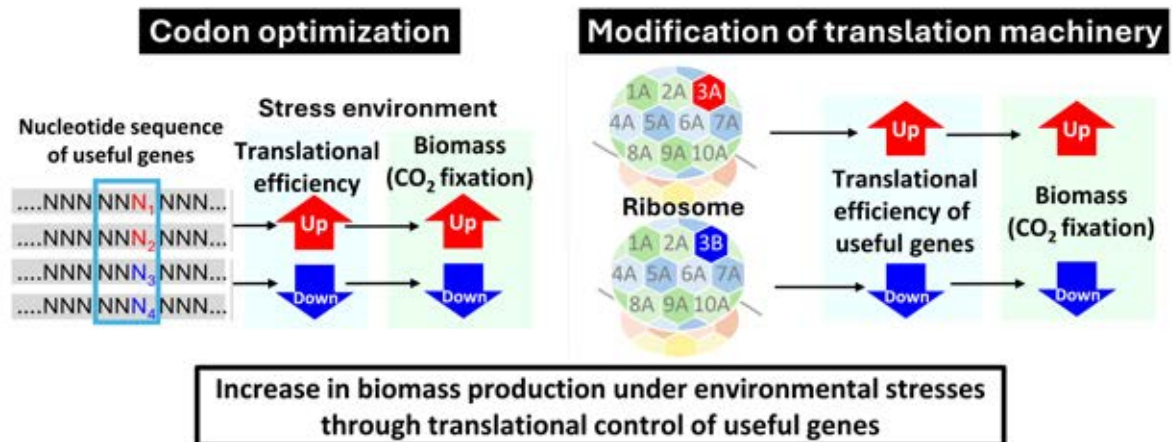 Codon optimization
Nucleotide sequence
of useful genes
....NNN NNN₁ NNN...
....NNN NNN₂ NNN...
....NNN NNN₃ NNN...
....NNN NNN₄ NNN...
Stress environment
Translational
efficiency
Up
Down
Biomass
(CO₂ fixation)
Up
Down
Modification of translation machinery
1A 2A 3A
4A 5A 6A 7A
8A 9A 10A
Ribosome
1A 2A 3B
4A 5A 6A 7A
8A 9A 10A
Up
Translational
efficiency of
useful genes
Down
Up
Biomass
(CO₂ fixation)
Down
Increase in biomass production under environmental stresses
through translational control of useful genes